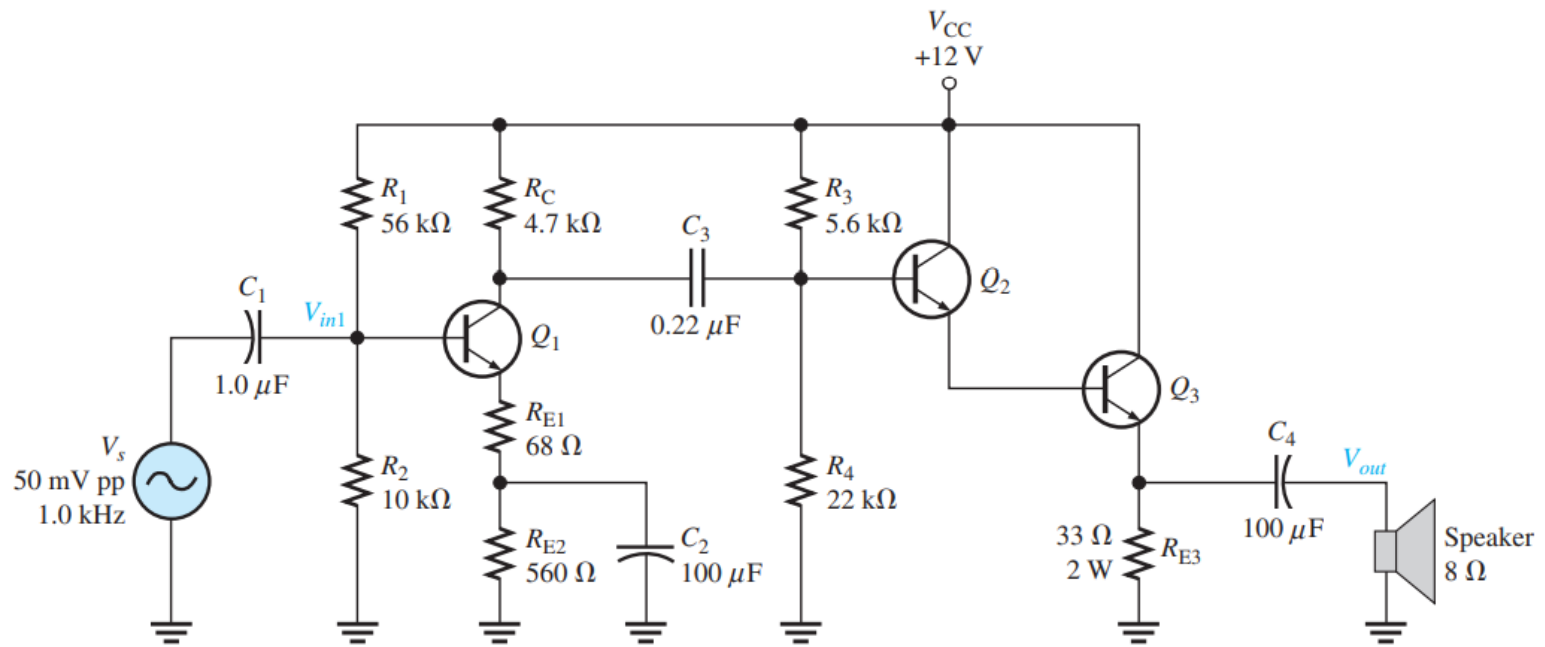 V_CC
+12 V
R_1
56 kΩ
R_C
4.7 kΩ
C_3
0.22 μF
R_3
5.6 kΩ
Q_2
C_1
1.0 μF
V_in1
Q_1
Q_3
R_E1
68 Ω
V_s
50 mV pp
1.0 kHz
R_2
10 kΩ
R_E2
560 Ω
C_2
100 μF
R_4
22 kΩ
33 Ω
2 W
R_E3
C_4
100 μF
V_out
Speaker
8 Ω